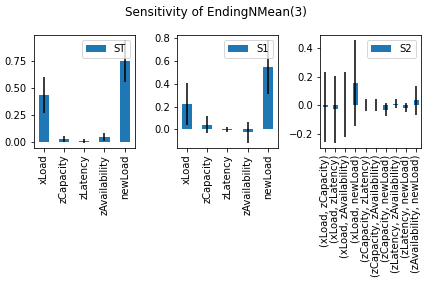 Sensitivity of EndingNMean(3)
ST
0.75
0.50
0.25
0.00
xLoad
zCapacity
zLatency
zAvailability
newLoad
S1
0.8
0.6
0.4
0.2
0.0
xLoad
zCapacity
zLatency
zAvailability
newLoad
S2
0.4
0.2
0.0
−0.2
(xLoad, zCapacity)
(xLoad, zLatency)
(xLoad, zAvailability)
(xLoad, newLoad)
(zCapacity, zLatency)
(zCapacity, zAvailability)
(zCapacity, newLoad)
(zLatency, zAvailability)
(zLatency, newLoad)
(zAvailability, newLoad)